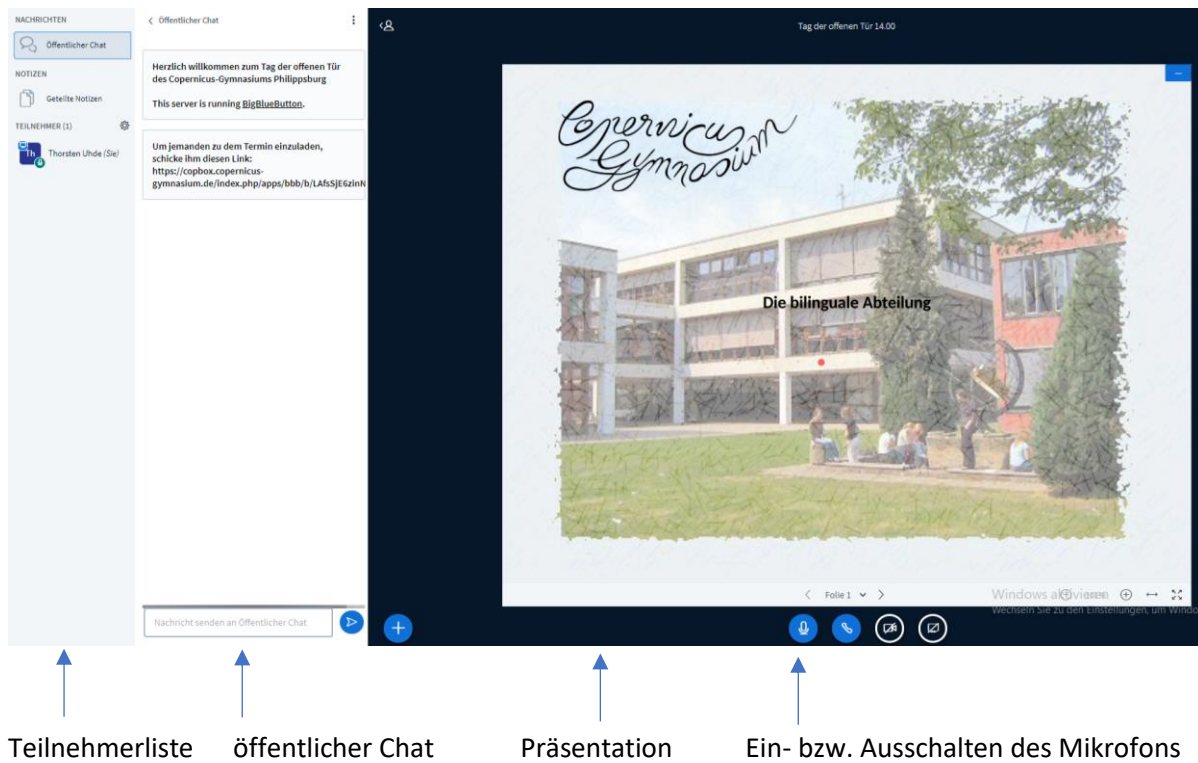 NACHRICHTEN
Öffentlicher Chat
NOTIZEN
Geteilte Notizen
TEILNEHMER (1)
Th
Thorsten Uhde (Sie)
Öffentlicher Chat
Herzlich willkommen zum Tag der offenen Tür
des Copernicus-Gymnasiums Philippsburg
This server is running BigBlueButton.
Um jemanden zu dem Termin einzuladen,
schicke ihm diesen Link:
https://copbox.copernicus-
gymnasium.de/index.php/apps/bbb/b/LAfsSjE6zinN
Nachricht senden an Öffentlicher Chat
Tag der offenen Tür 14.00
Copernicus
Gymnasium
Die bilinguale Abteilung
Folie 1
Windows aktivieren
Wechseln Sie zu den Einstellungen, um Windo
Teilnehmerliste öffentlicher Chat Präsentation Ein- bzw. Ausschalten des Mikrofons